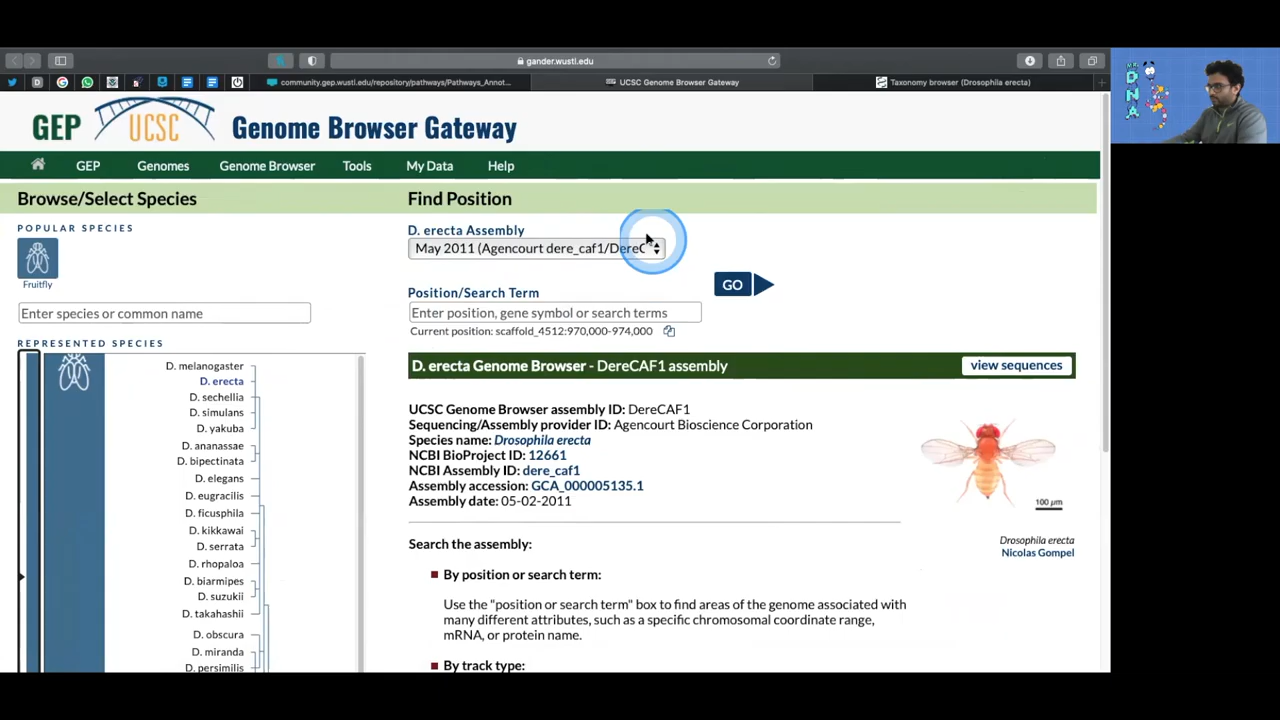 gander.wustl.edu
community.gep.wustl.edu/repository/pathways/Pathways_Annot...
UCSC Genome Browser Gateway
Taxonomy browser (Drosophila erecta)
DNA
GEP UCSC Genome Browser Gateway
GEP Genomes Genome Browser Tools My Data Help
Browse/Select Species
Find Position
POPULAR SPECIES
Fruitfly
Enter species or common name
REPRESENTED SPECIES
D. melanogaster
D. erecta
D. sechellia
D. simulans
D. yakuba
D. ananassae
D. bipectinata
D. elegans
D. eugracilis
D. ficusphila
D. kikkawai
D. serrata
D. rhopaloa
D. biarmipes
D. suzukii
D. takahashii
D. obscura
D. miranda
D. persimilis
D. erecta Assembly
May 2011 (Agencourt dere_caf1/DereC
GO
Position/Search Term
Enter position, gene symbol or search terms
Current position: scaffold_4512:970,000-974,000
D. erecta Genome Browser - DereCAF1 assembly
view sequences
UCSC Genome Browser assembly ID: DereCAF1
Sequencing/Assembly provider ID: Agencourt Bioscience Corporation
Species name: Drosophila erecta
NCBI BioProject ID: 12661
NCBI Assembly ID: dere_caf1
Assembly accession: GCA_000005135.1
Assembly date: 05-02-2011
100 µm
Drosophila erecta
Nicolas Gompel
Search the assembly:
By position or search term:
Use the "position or search term" box to find areas of the genome associated with
many different attributes, such as a specific chromosomal coordinate range,
mRNA, or protein name.
By track type: